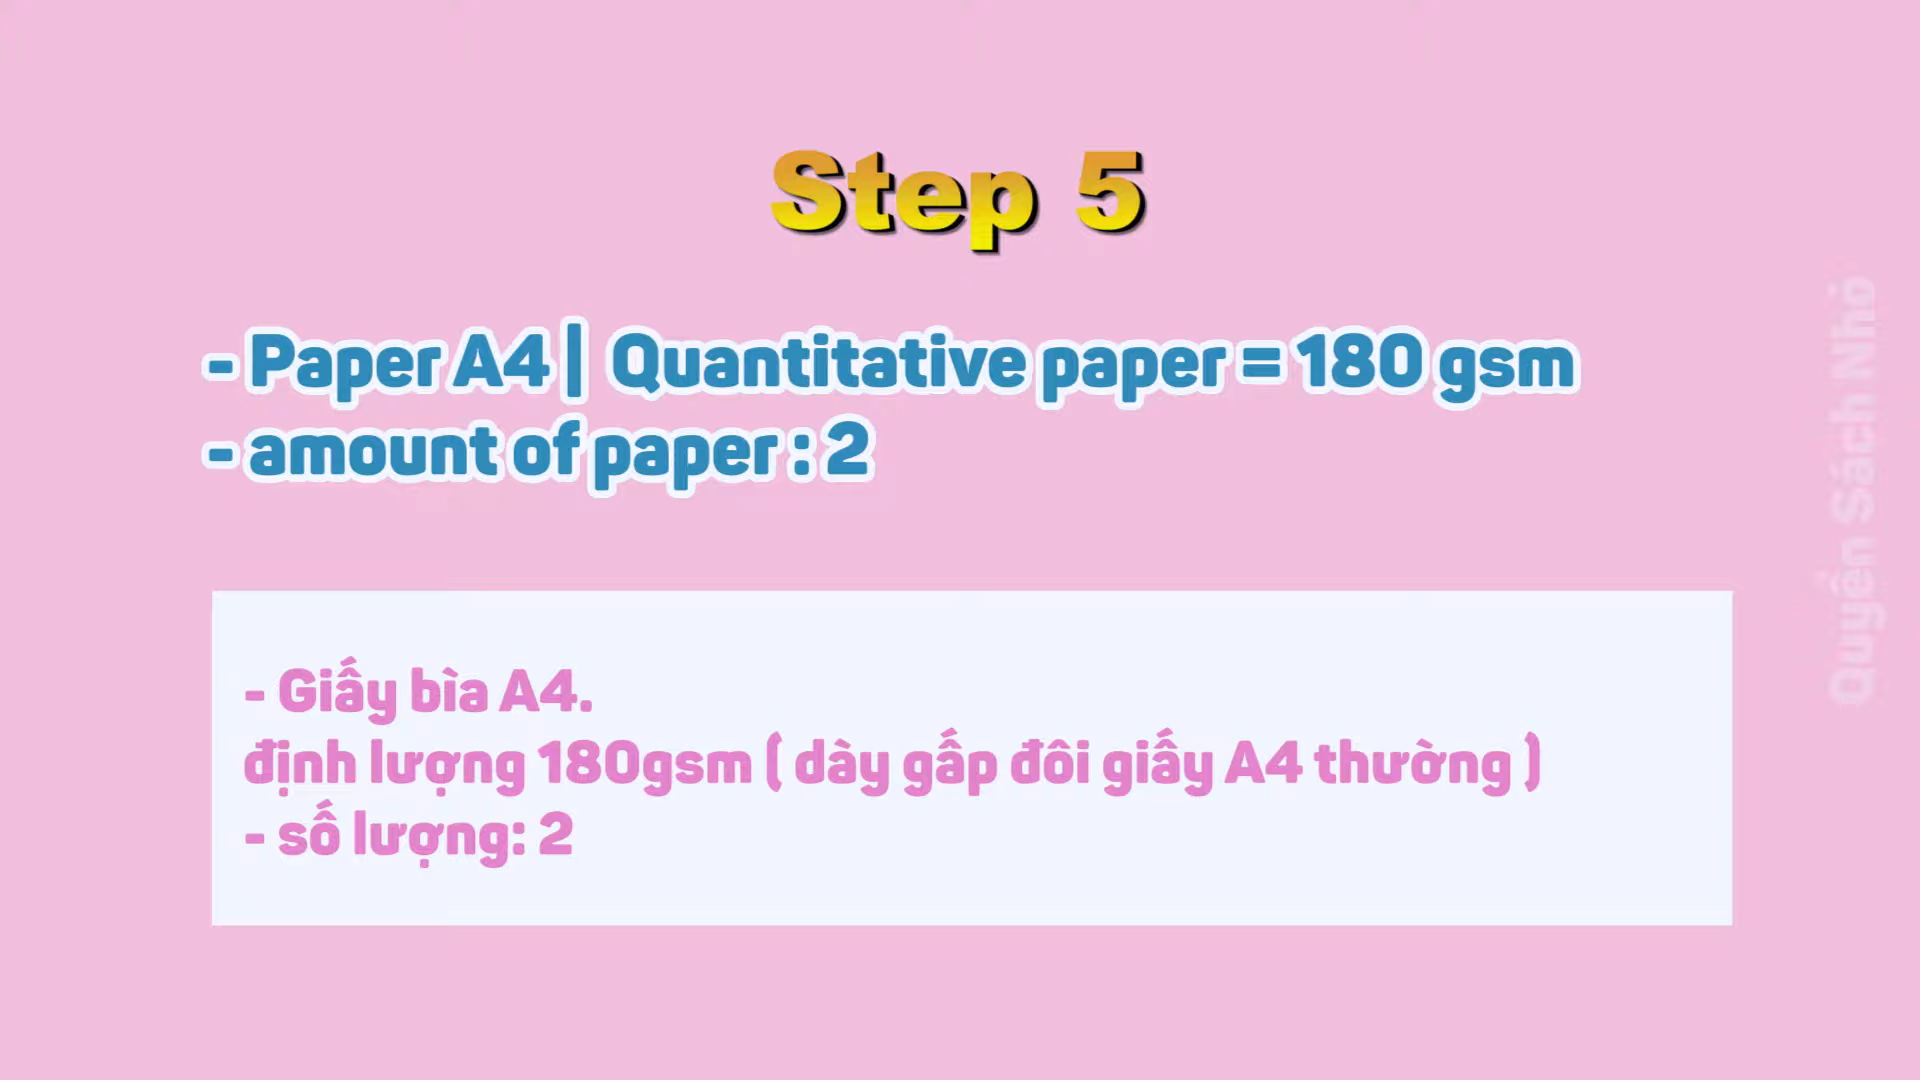 Step 5
- Paper A4 | Quantitative paper = 180 gsm
- amount of paper : 2
- Giấy bìa A4.
định lượng 180gsm ( dày gấp đôi giấy A4 thường )
- số lượng: 2
Quyển Sách Nhỏ